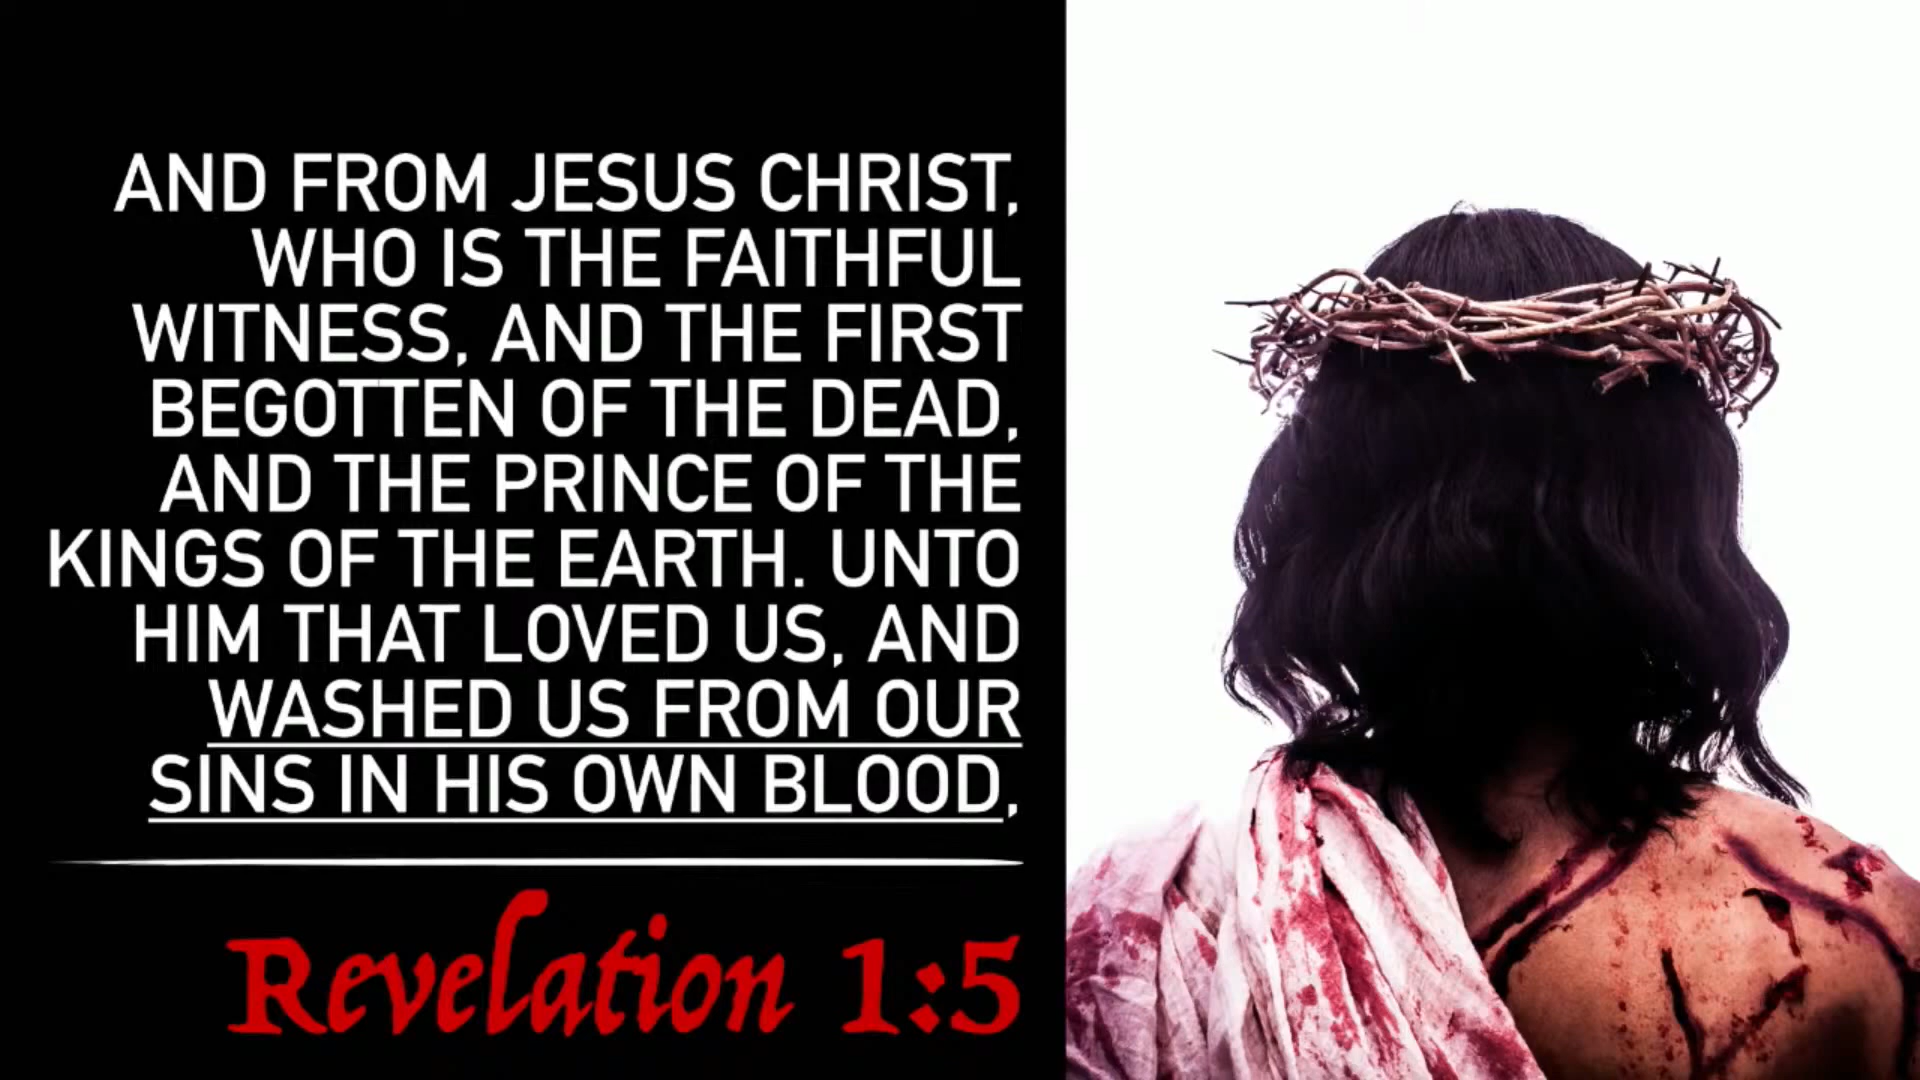 AND FROM JESUS CHRIST,
WHO IS THE FAITHFUL
WITNESS, AND THE FIRST
BEGOTTEN OF THE DEAD,
AND THE PRINCE OF THE
KINGS OF THE EARTH. UNTO
HIM THAT LOVED US, AND
WASHED US FROM OUR
SINS IN HIS OWN BLOOD,
Revelation 1:5